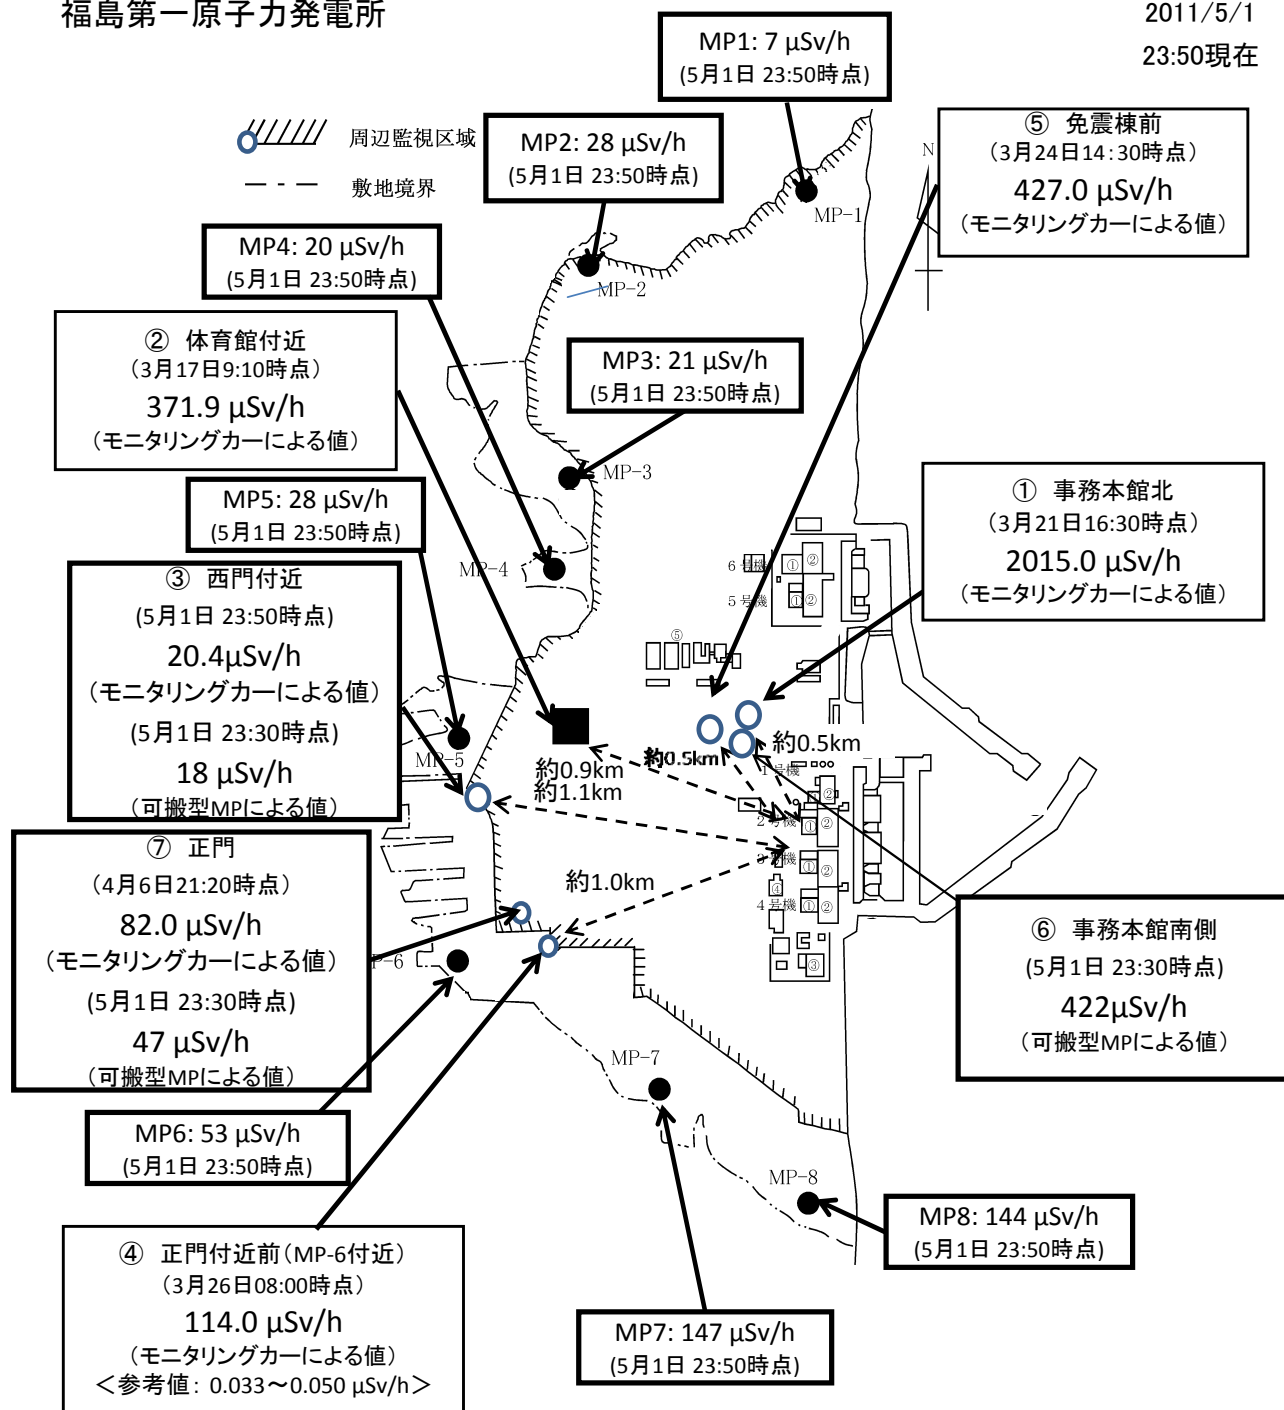 福島第一原子力発電所
2011/5/1
23:50現在
周辺監視区域
敷地境界
MP1: 7 μSv/h
(5月1日 23:50時点)
MP2: 28 μSv/h
(5月1日 23:50時点)
⑤ 免震棟前
(3月24日14:30時点)
427.0 μSv/h
(モニタリングカーによる値)
N
MP-1
MP4: 20 μSv/h
(5月1日 23:50時点)
MP-2
② 体育館付近
(3月17日9:10時点)
371.9 μSv/h
(モニタリングカーによる値)
MP3: 21 μSv/h
(5月1日 23:50時点)
MP-3
MP5: 28 μSv/h
(5月1日 23:50時点)
① 事務本館北
(3月21日16:30時点)
2015.0 μSv/h
(モニタリングカーによる値)
MP-4
6号機
① ②
5号機
① ②
③ 西門付近
(5月1日 23:50時点)
20.4μSv/h
(モニタリングカーによる値)
(5月1日 23:30時点)
18 μSv/h
(可搬型MPによる値)
⑤
MP-5
約0.9km
約1.1km
約0.5km
約0.5km
1号機
① ②
2号機
① ②
3号機
① ②
④
4号機
① ②
③
約1.0km
⑦ 正門
(4月6日21:20時点)
82.0 μSv/h
(モニタリングカーによる値)
(5月1日 23:30時点)
47 μSv/h
(可搬型MPによる値)
P-6
⑥ 事務本館南側
(5月1日 23:30時点)
422μSv/h
(可搬型MPによる値)
MP-7
MP6: 53 μSv/h
(5月1日 23:50時点)
MP-8
MP8: 144 μSv/h
(5月1日 23:50時点)
④ 正門付近前(MP-6付近)
(3月26日08:00時点)
114.0 μSv/h
(モニタリングカーによる値)
<参考値: 0.033～0.050 μSv/h>
MP7: 147 μSv/h
(5月1日 23:50時点)